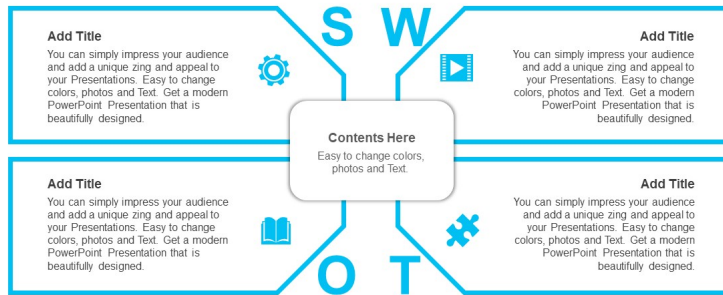 S
Add Title
You can simply impress your audience
and add a unique zing and appeal to
your Presentations. Easy to change
colors, photos and Text. Get a modern
PowerPoint Presentation that is
beautifully designed.
W
Add Title
You can simply impress your audience
and add a unique zing and appeal to
your Presentations. Easy to change
colors, photos and Text. Get a modern
PowerPoint Presentation that is
beautifully designed.
Contents Here
Easy to change colors,
photos and Text.
Add Title
You can simply impress your audience
and add a unique zing and appeal to
your Presentations. Easy to change
colors, photos and Text. Get a modern
PowerPoint Presentation that is
beautifully designed.
O
Add Title
You can simply impress your audience
and add a unique zing and appeal to
your Presentations. Easy to change
colors, photos and Text. Get a modern
PowerPoint Presentation that is
beautifully designed.
T